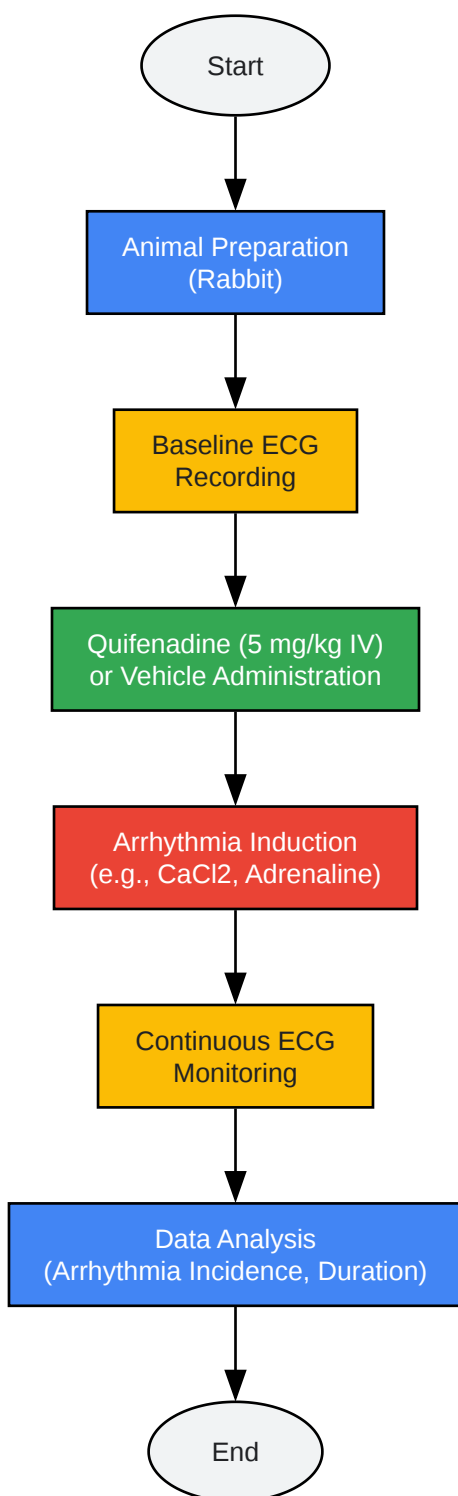 Start
Animal Preparation
(Rabbit)
Baseline ECG
Recording
Quifenadine (5 mg/kg IV)
or Vehicle Administration
Arrhythmia Induction
(e.g., CaCl2, Adrenaline)
Continuous ECG
Monitoring
Data Analysis
(Arrhythmia Incidence, Duration)
End